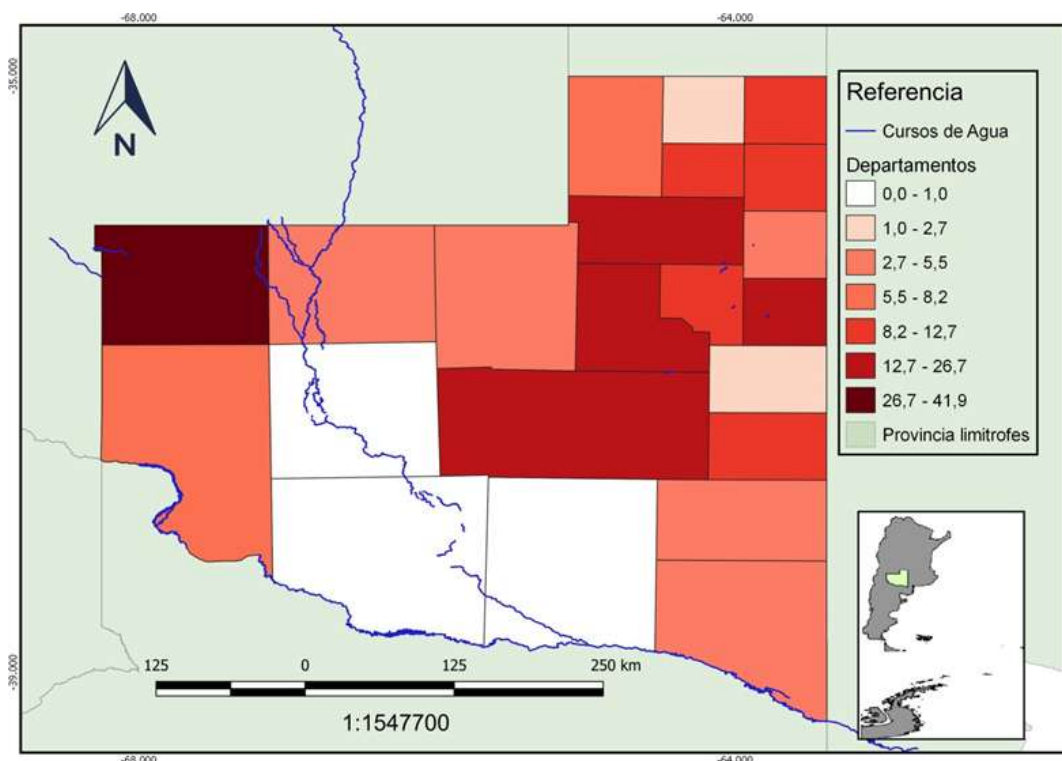 -68.000
-64.000
-35.000
N
Referencia
Cursos de Agua
Departamentos
0,0 - 1,0
1,0 - 2,7
2,7 - 5,5
5,5 - 8,2
8,2 - 12,7
12,7 - 26,7
26,7 - 41,9
Provincia limitrofes
-39.000
125 0 125 250 km
1:1547700
-68.000
-64.000